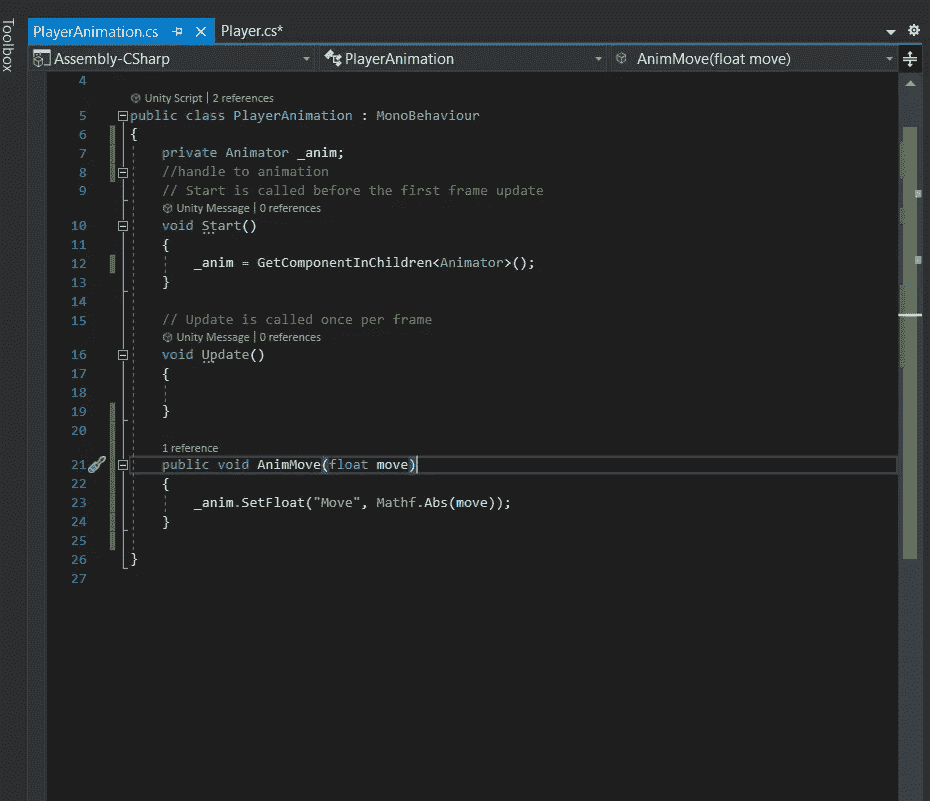 Toolbox
PlayerAnimation.cs Player.cs*
Assembly-CSharp PlayerAnimation AnimMove(float move)
4
Unity Script | 2 references
5 public class PlayerAnimation : MonoBehaviour
6 {
7 private Animator _anim;
8 //handle to animation
9 // Start is called before the first frame update
Unity Message | 0 references
10 void Start()
11 {
12 _anim = GetComponentInChildren<Animator>();
13 }
14
15 // Update is called once per frame
Unity Message | 0 references
16 void Update()
17 {
18
19 }
20
1 reference
21 public void AnimMove(float move)
22 {
23 _anim.SetFloat("Move", Mathf.Abs(move));
24 }
25
26 }
27